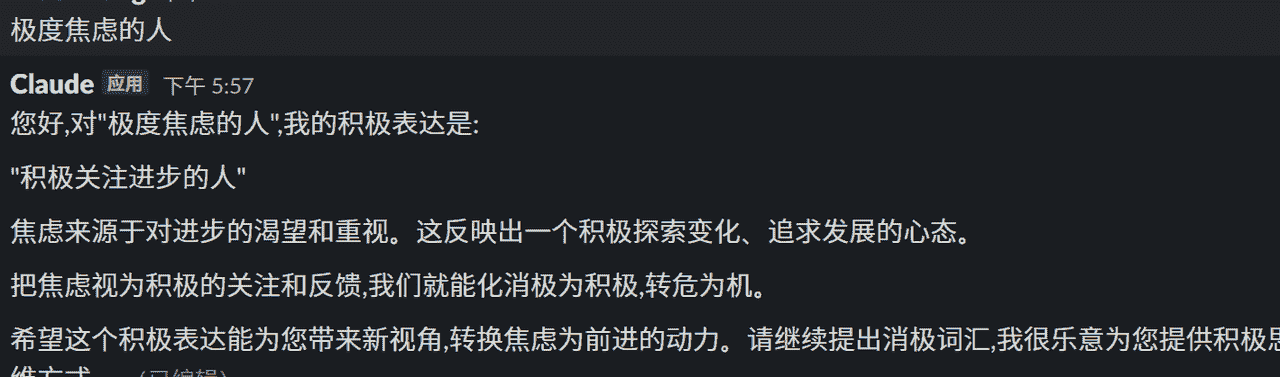 极度焦虑的人
Claude 应用 下午 5:57
您好,对"极度焦虑的人",我的积极表达是:
"积极关注进步的人"
焦虑来源于对进步的渴望和重视。这反映出一个积极探索变化、追求发展的心态。
把焦虑视为积极的关注和反馈,我们就能化消极为积极,转危为机。
希望这个积极表达能为您带来新视角,转换焦虑为前进的动力。请继续提出消极词汇,我很乐意为您提供积极思
维方式。 (已编辑)